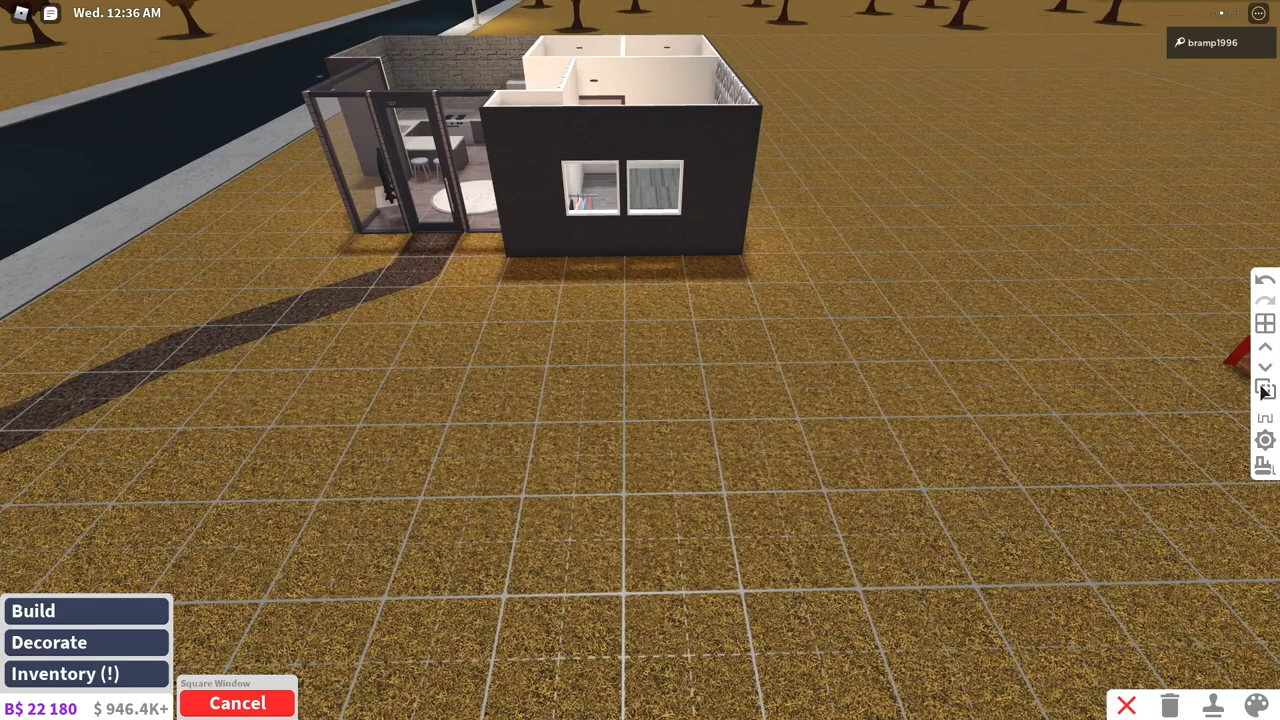 Wed. 12:36 AM
bramp1996
Build
Decorate
Inventory (!)
Square Window
B$ 22 180
$ 946.4K+
Cancel